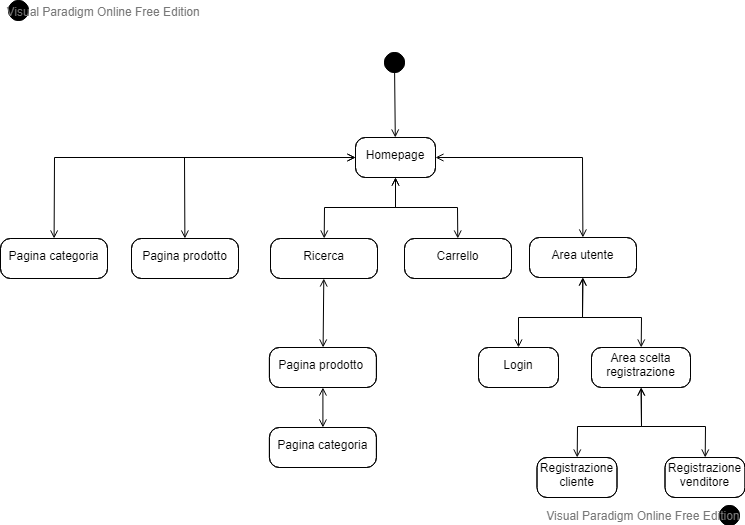 Visual Paradigm Online Free Edition
Homepage
Pagina categoria
Pagina prodotto
Ricerca
Carrello
Area utente
Pagina prodotto
Login
Area scelta
registrazione
Pagina categoria
Registrazione
cliente
Registrazione
venditore
Visual Paradigm Online Free Edition